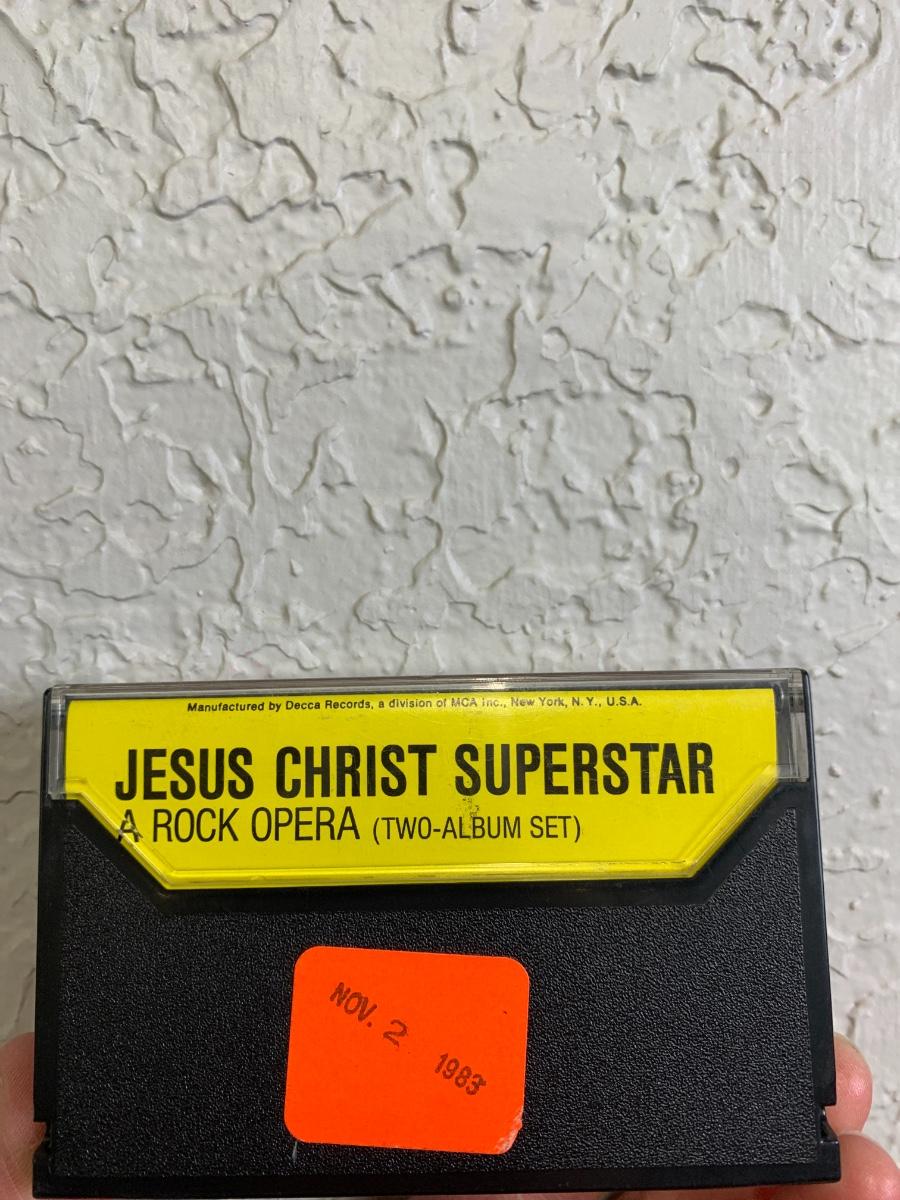 Manufactured by Decca Records, a division of MCA Inc., New York, N.Y., U.S.A.
JESUS CHRIST SUPERSTAR
A ROCK OPERA (TWO-ALBUM SET)
NOV. 2 1983